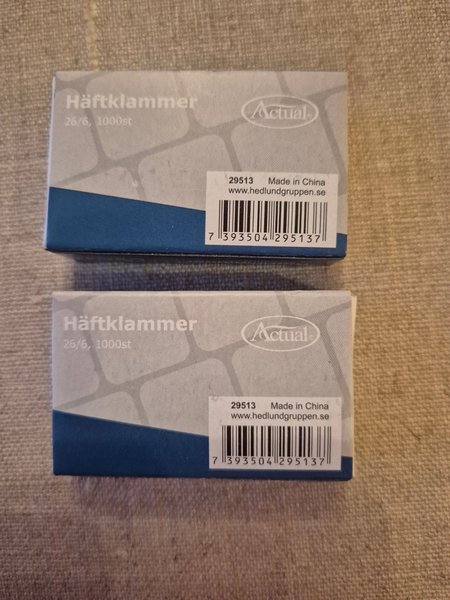 Häftklammer
26/6, 1000st
Actual
29513 Made in China
www.hedlundgruppen.se
7 393504 295137
Häftklammer
26/6, 1000st
Actual
29513 Made in China
www.hedlundgruppen.se
7 393504 295137